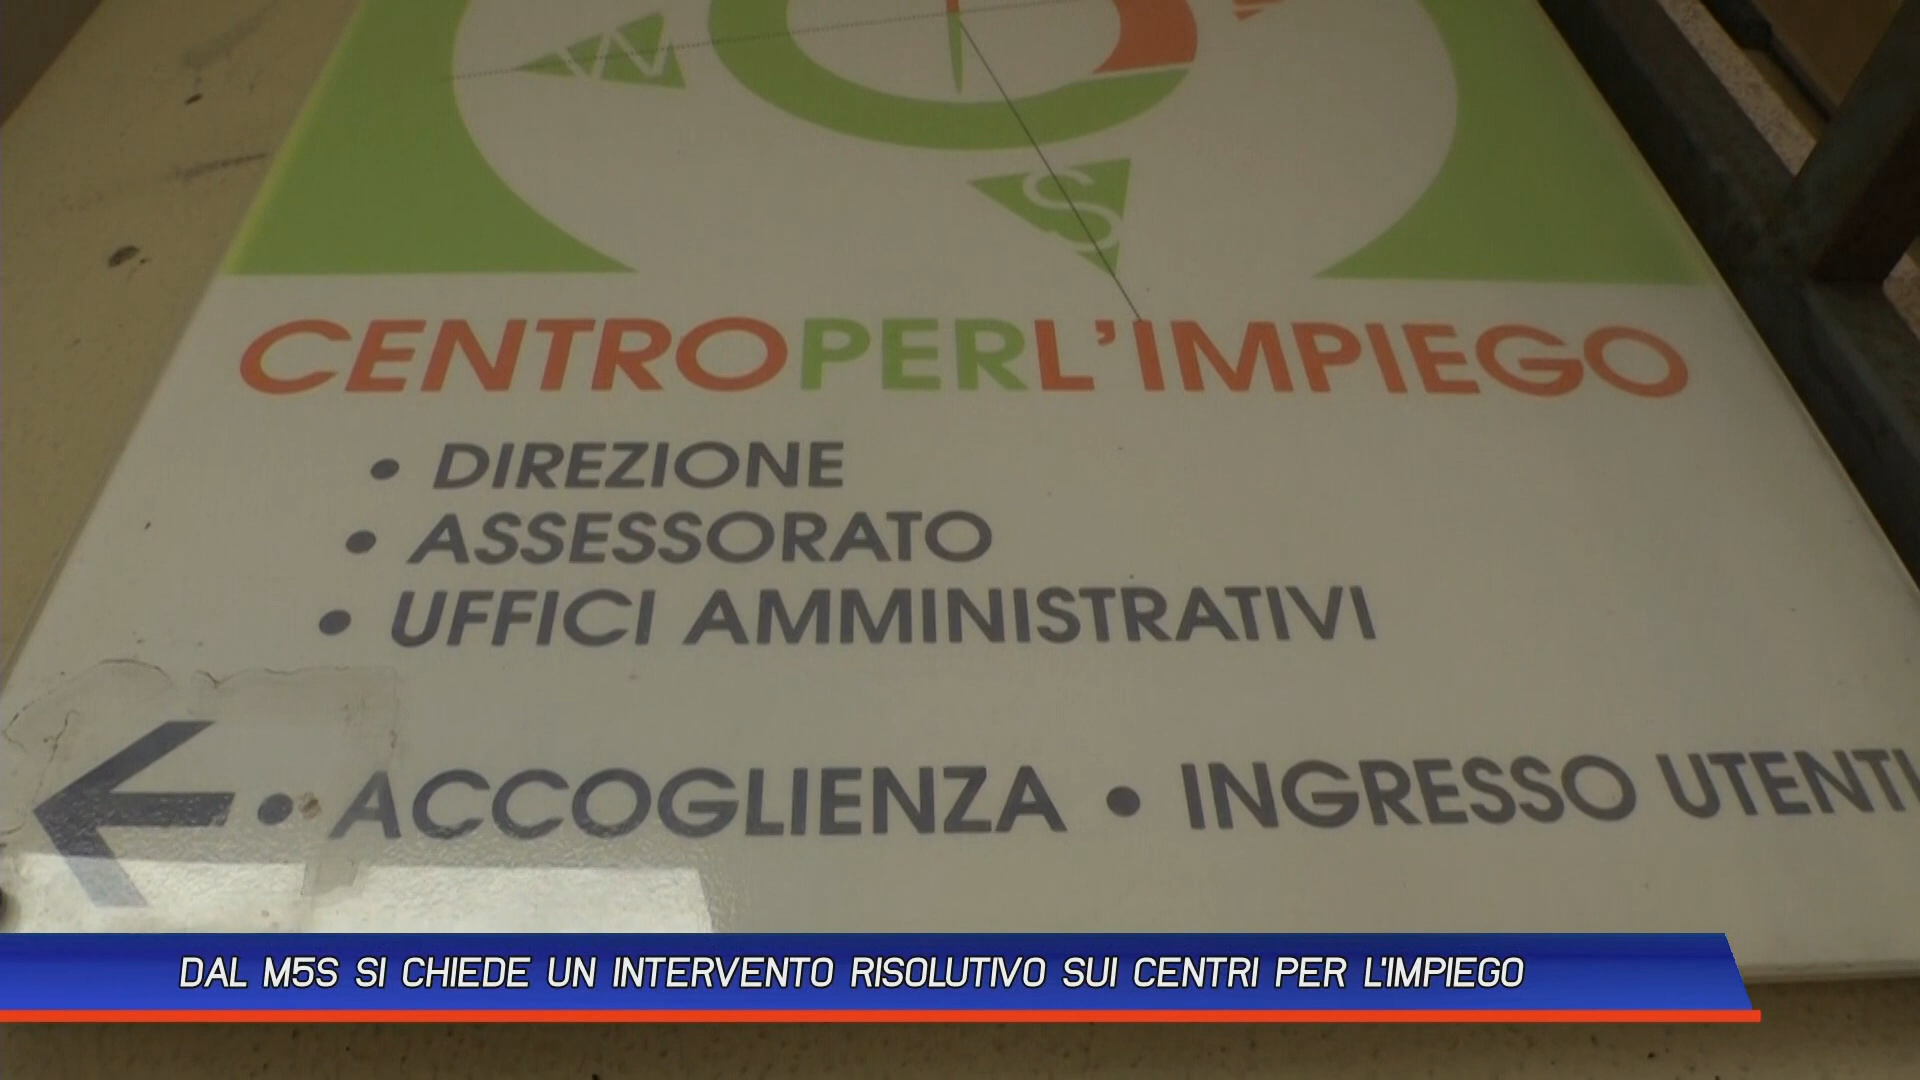 W
S
CENTROPERL'IMPIEGO
• DIREZIONE
• ASSESSORATO
• UFFICI AMMINISTRATIVI
• ACCOGLIENZA • INGRESSO UTENTI
DAL M5S SI CHIEDE UN INTERVENTO RISOLUTIVO SUI CENTRI PER L'IMPIEGO